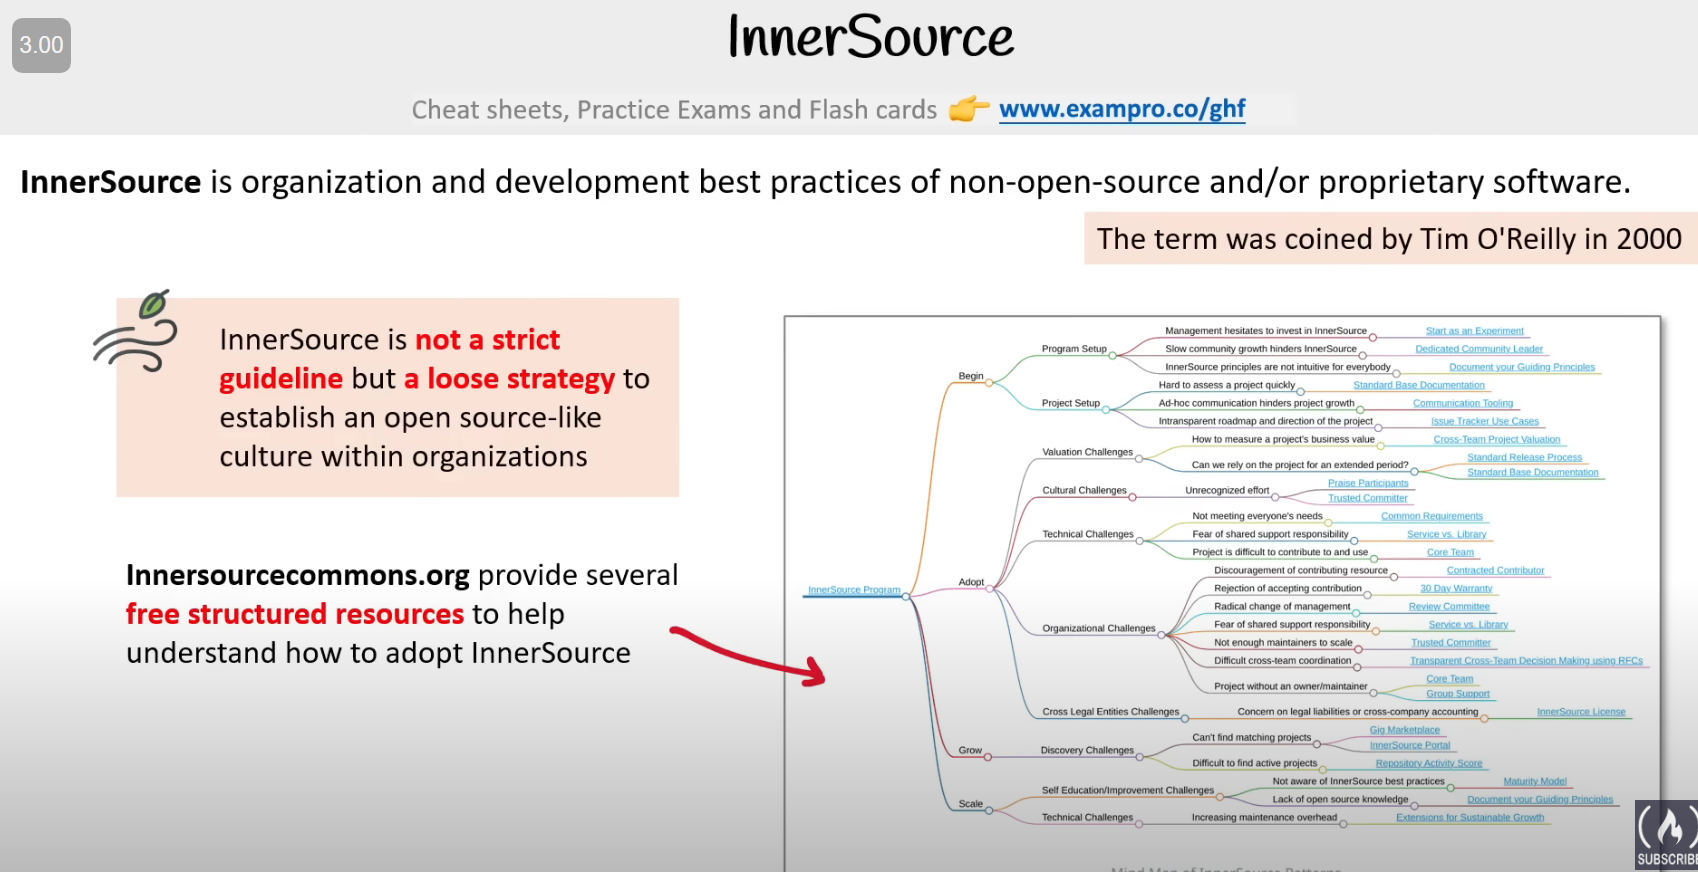 3.00
InnerSource
Cheat sheets, Practice Exams and Flash cards 👉 www.exampro.co/ghf
InnerSource is organization and development best practices of non-open-source and/or proprietary software.
The term was coined by Tim O'Reilly in 2000
InnerSource is not a strict
guideline but a loose strategy to
establish an open source-like
culture within organizations
Innersourcecommons.org provide several
free structured resources to help
understand how to adopt InnerSource
InnerSource Program
Begin
Program Setup
Management hesitates to invest in InnerSource
Start as an Experiment
Slow community growth hinders InnerSource
Dedicated Community Leader
InnerSource principles are not intuitive for everybody
Document your Guiding Principles
Project Setup
Hard to assess a project quickly
Standard Base Documentation
Ad-hoc communication hinders project growth
Communication Tooling
Intransparent roadmap and direction of the project
Issue Tracker Use Cases
Adopt
Valuation Challenges
How to measure a project's business value
Cross-Team Project Valuation
Can we rely on the project for an extended period?
Standard Release Process
Standard Base Documentation
Cultural Challenges
Unrecognized effort
Praise Participants
Trusted Committer
Technical Challenges
Not meeting everyone's needs
Common Requirements
Fear of shared support responsibility
Service vs. Library
Project is difficult to contribute to and use
Core Team
Organizational Challenges
Discouragement of contributing resource
Contracted Contributor
Rejection of accepting contribution
30 Day Warranty
Radical change of management
Review Committee
Fear of shared support responsibility
Service vs. Library
Not enough maintainers to scale
Trusted Committer
Difficult cross-team coordination
Transparent Cross-Team Decision Making using RFCs
Project without an owner/maintainer
Core Team
Group Support
Cross Legal Entities Challenges
Concern on legal liabilities or cross-company accounting
InnerSource License
Grow
Discovery Challenges
Can't find matching projects
Gig Marketplace
InnerSource Portal
Difficult to find active projects
Repository Activity Score
Scale
Self Education/Improvement Challenges
Not aware of InnerSource best practices
Maturity Model
Lack of open source knowledge
Document your Guiding Principles
Technical Challenges
Increasing maintenance overhead
Extensions for Sustainable Growth
SUBSCRIBE